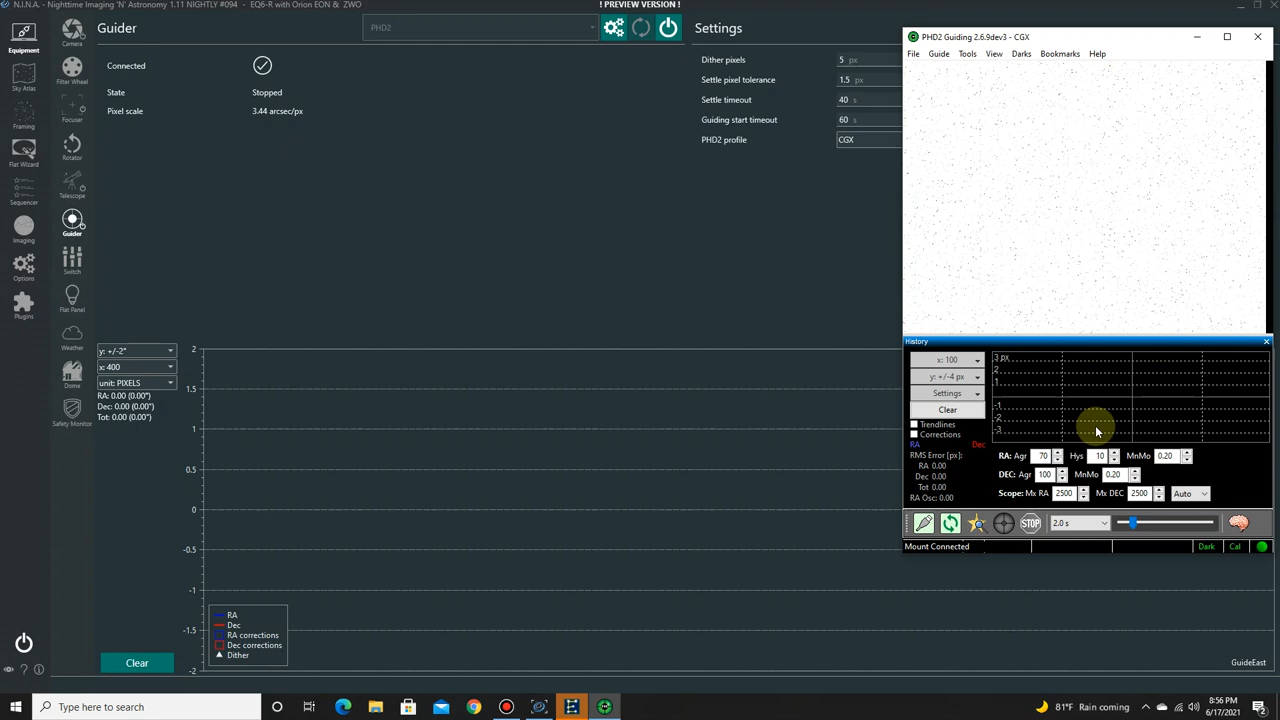 N.I.N.A. - Nighttime Imaging 'N' Astronomy 1.11 NIGHTLY #094 - EQ6-R with Orion EON & ZWO
! PREVIEW VERSION !
Equipment
Sky Atlas
Framing
Flat Wizard
Sequencer
Imaging
Options
Plugins
Camera
Filter Wheel
Focuser
Rotator
Telescope
Guider
Switch
Flat Panel
Weather
Dome
Safety Monitor
Guider
PHD2
Connected
State
Stopped
Pixel scale
3.44 arcsec/px
Settings
Dither pixels
5 px
Settle pixel tolerance
1.5 px
Settle timeout
40 s
Guiding start timeout
60 s
PHD2 profile
CGX
y: +/-2"
x: 400
unit: PIXELS
RA: 0.00 (0.00")
Dec: 0.00 (0.00")
Tot: 0.00 (0.00")
2
1.5
1
0.5
0
-0.5
-1
-1.5
-2
RA
Dec
RA corrections
Dec corrections
Dither
Clear
GuideEast
PHD2 Guiding 2.6.9dev3 - CGX
File Guide Tools View Darks Bookmarks Help
History
x: 100
y: +/-4 px
Settings
Clear
Trendlines
Corrections
RA Dec
RMS Error [px]:
RA 0.00
Dec 0.00
Tot 0.00
RA Osc: 0.00
3 px
2
1
-1
-2
-3
RA: Agr 70 Hys 10 MnMo 0.20
DEC: Agr 100 MnMo 0.20
Scope: Mx RA 2500 Mx DEC 2500 Auto
STOP
2.0 s
Mount Connected
Dark Cal
Type here to search
81°F Rain coming
8:56 PM
6/17/2021
2